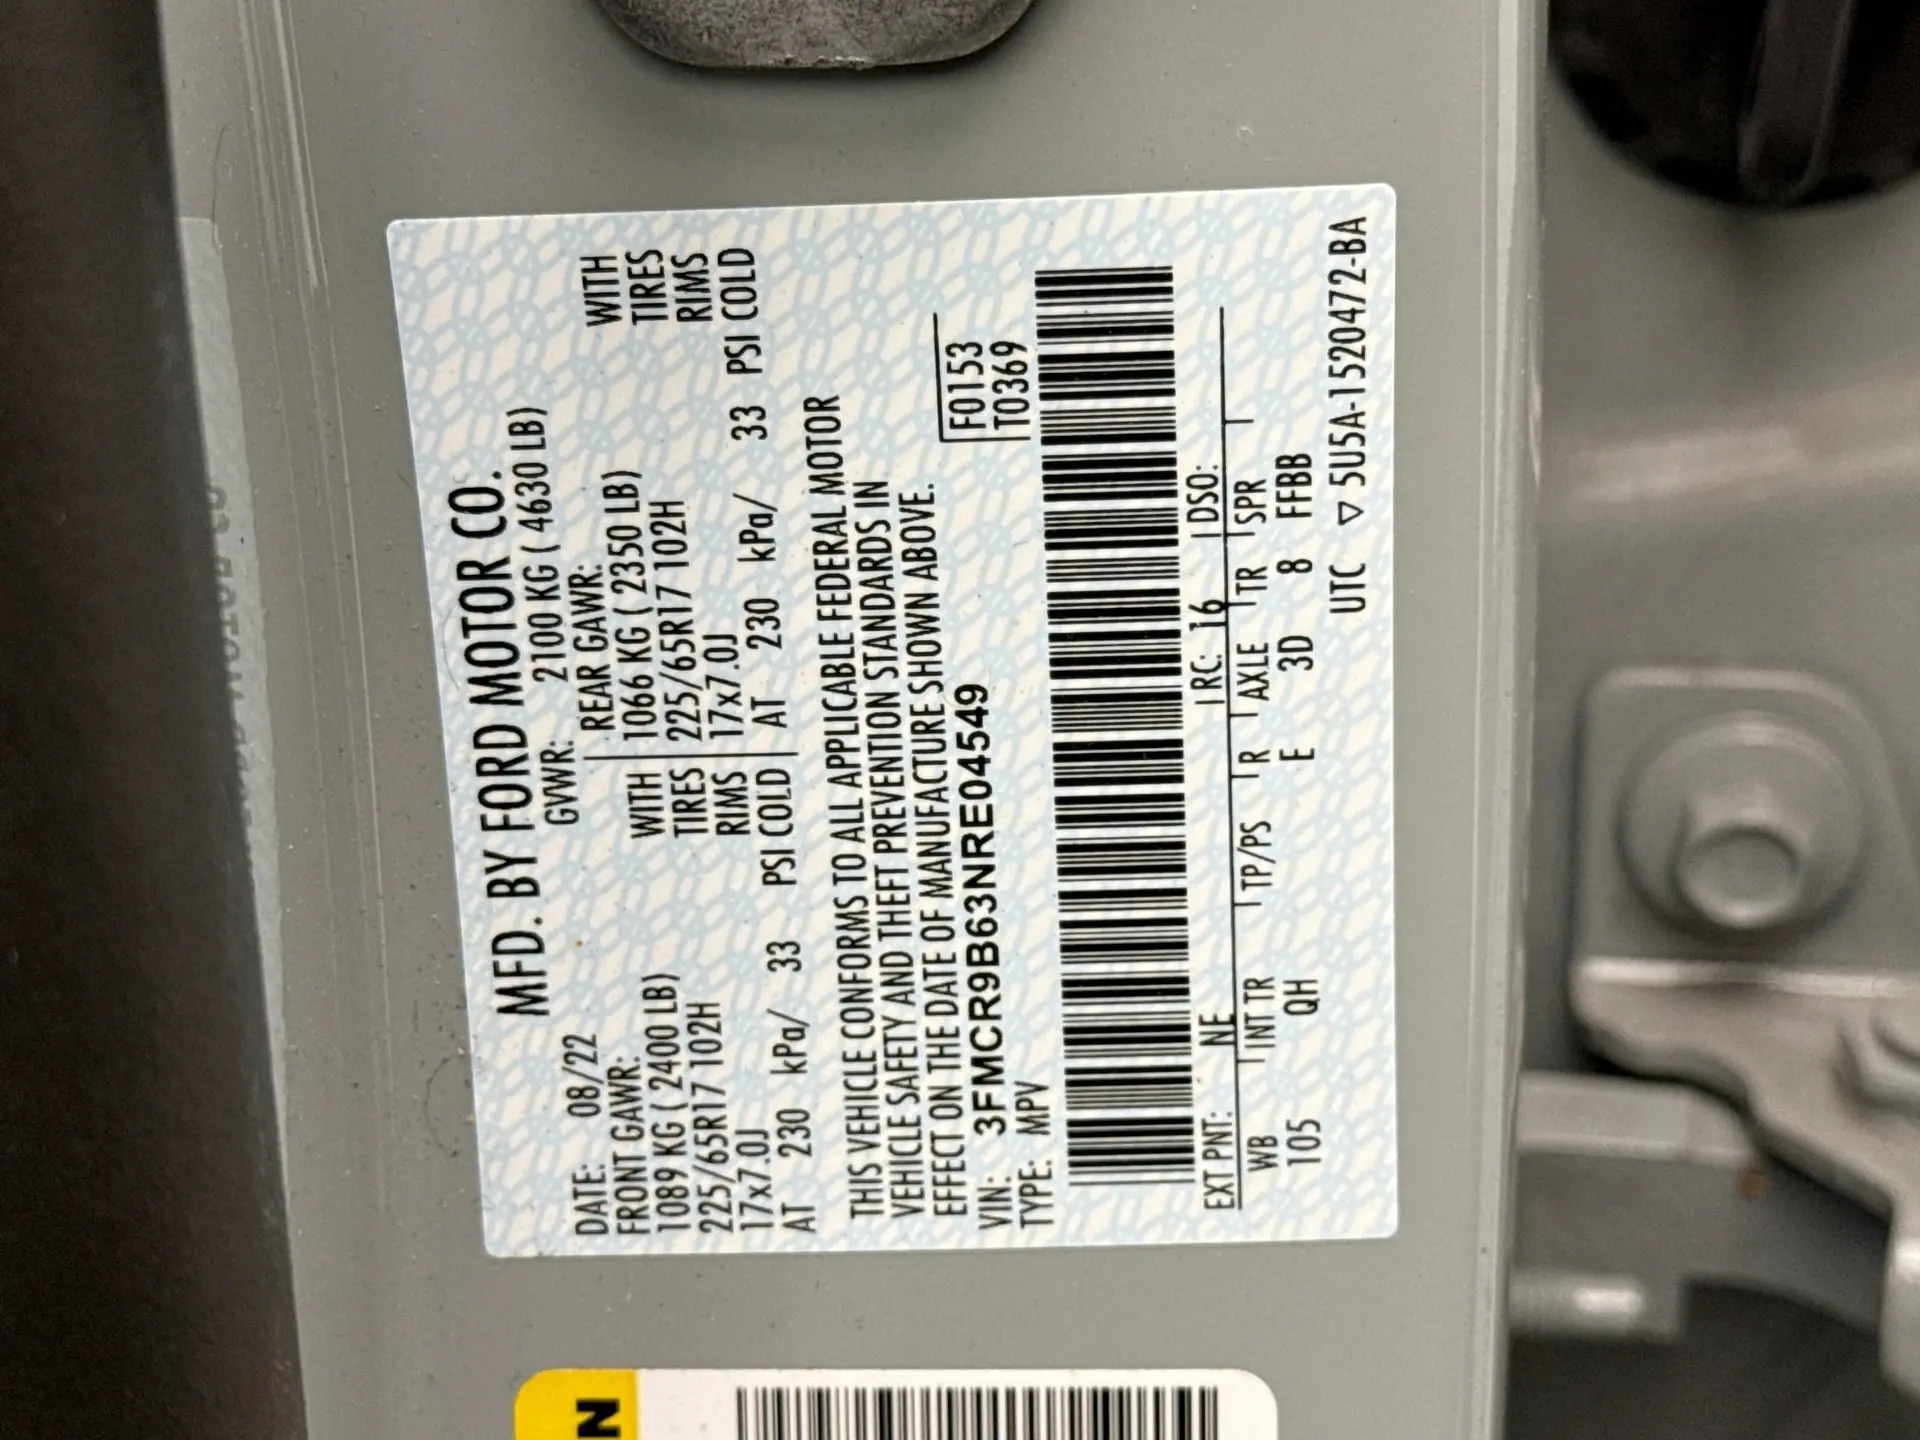 MFD. BY FORD MOTOR CO.
DATE: 08/22 GVWR: 2100 KG ( 4630 LB)
FRONT GAWR: REAR GAWR:
1089 KG ( 2400 LB) WITH 1066 KG ( 2350 LB) WITH
225/65R17 102H TIRES 225/65R17 102H TIRES
17x7.0J RIMS 17x7.0J RIMS
AT 230 kPa/ 33 PSI COLD AT 230 kPa/ 33 PSI COLD
THIS VEHICLE CONFORMS TO ALL APPLICABLE FEDERAL MOTOR
VEHICLE SAFETY AND THEFT PREVENTION STANDARDS IN
EFFECT ON THE DATE OF MANUFACTURE SHOWN ABOVE.
VIN: 3FMCR9B63NRE04549 F0153
TYPE: MPV T0369
EXT PNT: NE RC: 16 DSO:
WB INT TR TP/PS R AXLE TR SPR
105 QH E 3D 8 FFBB
UTC ▽ 5U5A-1520472-BA
N